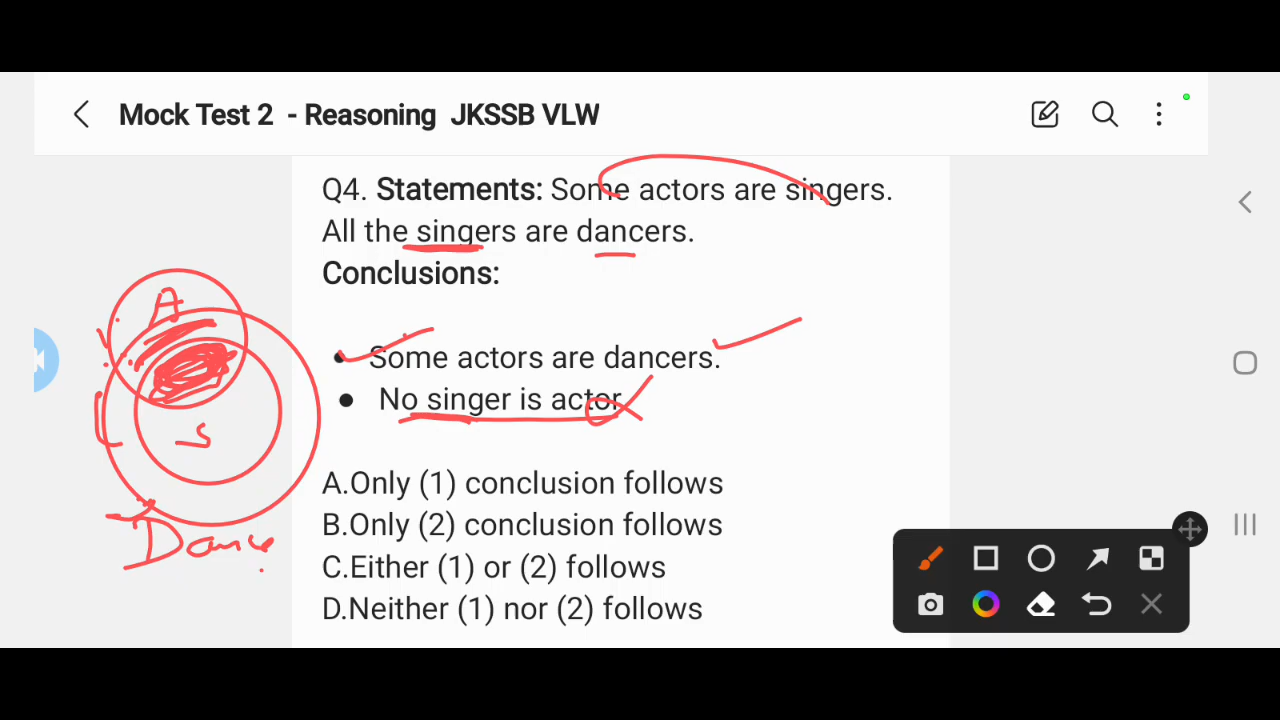 Mock Test 2 - Reasoning JKSSB VLW
Q4. Statements: Some actors are singers.
All the singers are dancers.
Conclusions:
A
• Some actors are dancers.
• No singer is actor.
S
A.Only (1) conclusion follows
B.Only (2) conclusion follows
Dance
C.Either (1) or (2) follows
D.Neither (1) nor (2) follows